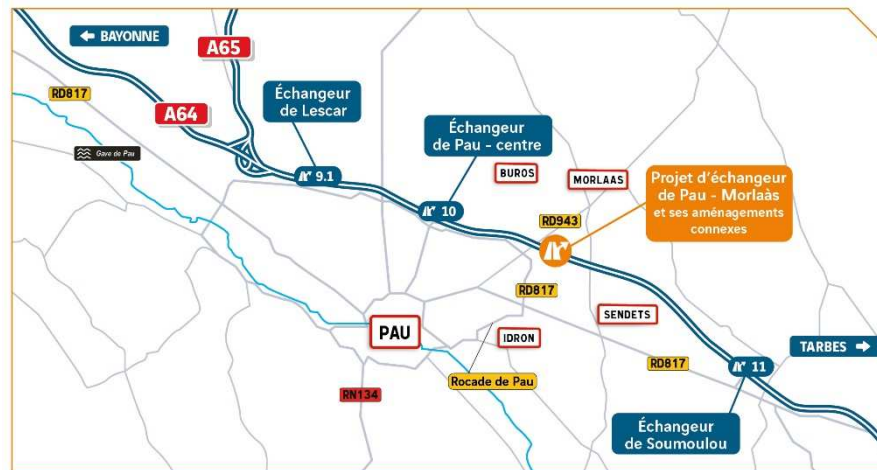 ← BAYONNE
A65
RD817
A64
Échangeur
de Lescar
Gave de Pau
9.1
Échangeur
de Pau - centre
10
BUROS
MORLAAS
Projet d'échangeur
de Pau - Morlaàs
et ses aménagements
connexes
RD943
RD817
SENDETS
PAU
IDRON
TARBES →
RD817
11
Rocade de Pau
RN134
Échangeur
de Soumoulou